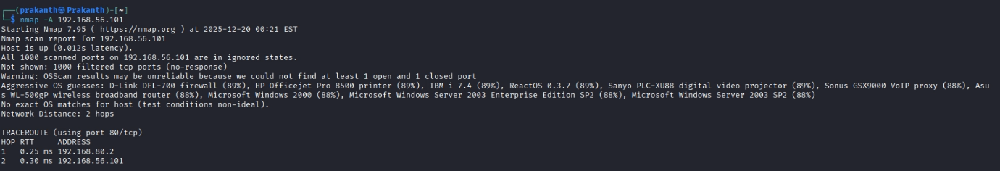 ┌──(prakanth㉿Prakanth)-[~]
└─$ nmap -A 192.168.56.101
Starting Nmap 7.95 ( https://nmap.org ) at 2025-12-20 00:21 EST
Nmap scan report for 192.168.56.101
Host is up (0.012s latency).
All 1000 scanned ports on 192.168.56.101 are in ignored states.
Not shown: 1000 filtered tcp ports (no-response)
Warning: OSScan results may be unreliable because we could not find at least 1 open and 1 closed port
Aggressive OS guesses: D-Link DFL-700 firewall (89%), HP Officejet Pro 8500 printer (89%), IBM i 7.4 (89%), ReactOS 0.3.7 (89%), Sanyo PLC-XU88 digital video projector (89%), Sonus GSX9000 VoIP proxy (88%), Asu
s WL-500gP wireless broadband router (88%), Microsoft Windows 2000 (88%), Microsoft Windows Server 2003 Enterprise Edition SP2 (88%), Microsoft Windows Server 2003 SP2 (88%)
No exact OS matches for host (test conditions non-ideal).
Network Distance: 2 hops

TRACEROUTE (using port 80/tcp)
HOP RTT     ADDRESS
1   0.25 ms 192.168.80.2
2   0.30 ms 192.168.56.101